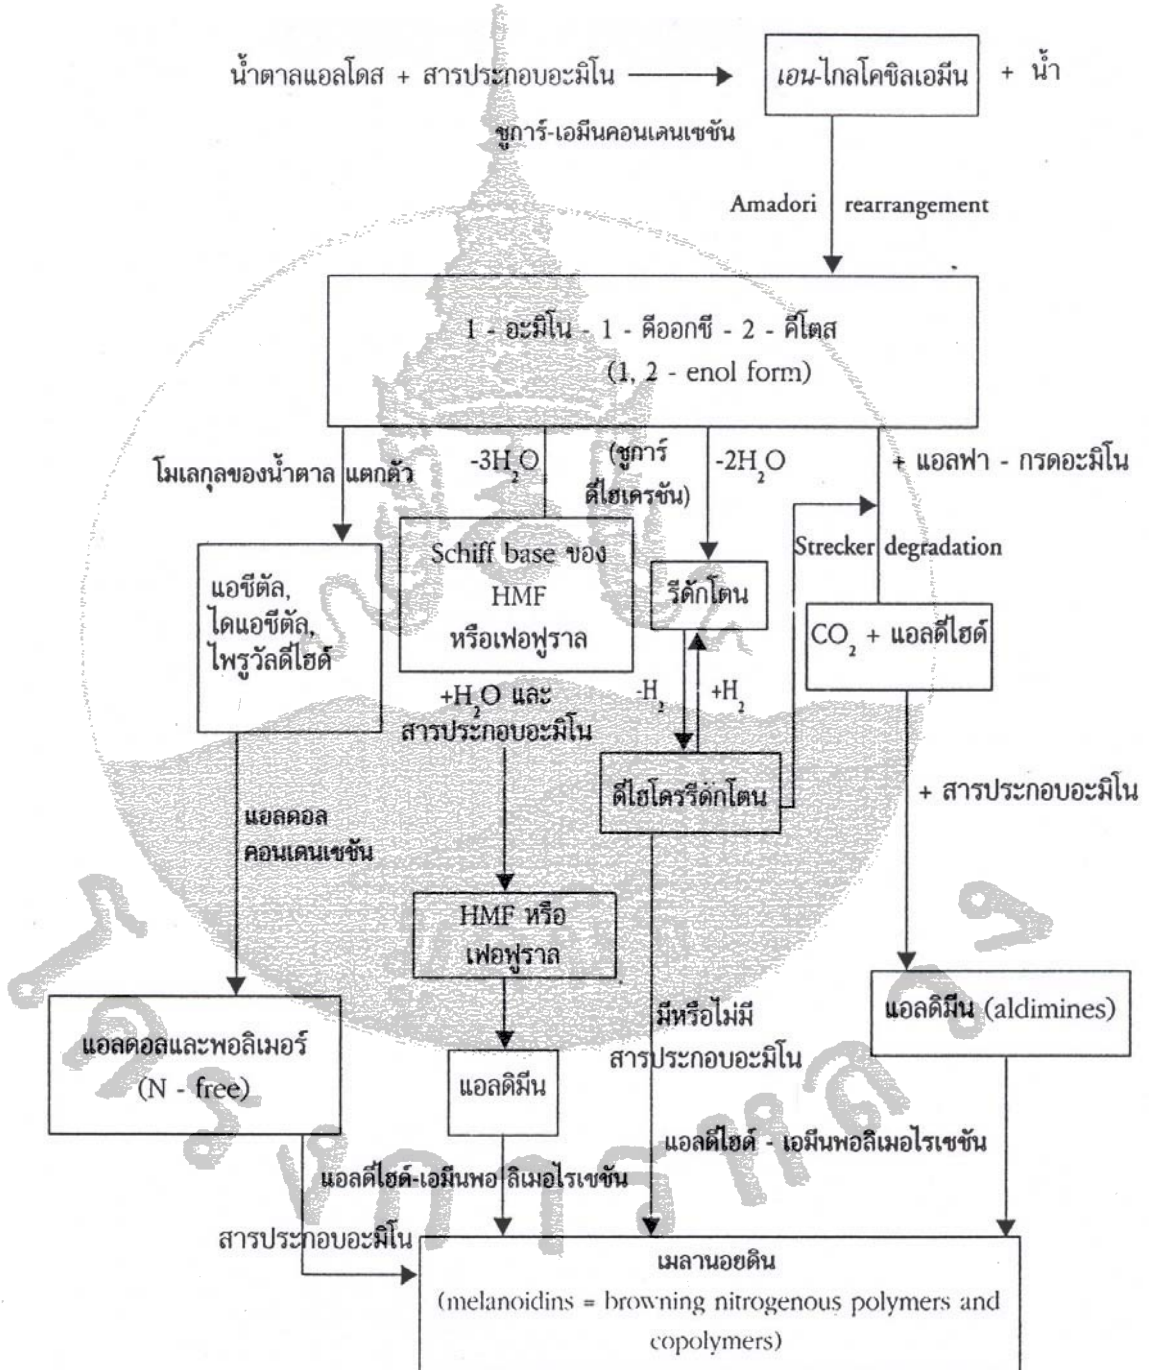 น้ำตาลแอลโดส + สารประกอบอะมิโน
เอน-ไกลโคซิลเอมีน
+ น้ำ
ชูการ์-เอมีนคอนเดนเซชัน
Amadori rearrangement
1 - อะมิโน - 1 - ดีออกซี - 2 - คีโตส
(1, 2 - enol form)
โมเลกุลของน้ำตาล แตกตัว
-3H₂O
(ชูการ์
ดีไฮเดรชัน)
-2H₂O
+ แอลฟา - กรดอะมิโน
Strecker degradation
แอซีตัล,
ไดแอซีตัล,
ไพรูวัลดีไฮด์
Schiff base ของ
HMF
หรือเฟอฟูราล
รีดักโตน
CO₂ + แอลดีไฮด์
+H₂O และ
สารประกอบอะมิโน
-H₂
+H₂
ดีไฮโดรรีดักโตน
+ สารประกอบอะมิโน
แอลดอล
คอนเดนเซชัน
HMF หรือ
เฟอฟูราล
แอลดอลและพอลิเมอร์
(N - free)
แอลดิมีน
มีหรือไม่มี
สารประกอบอะมิโน
แอลดิมีน (aldimines)
แอลดีไฮด์-เอมีนพอลิเมอไรเซชัน
แอลดีไฮด์ - เอมีนพอลิเมอไรเซชัน
สารประกอบอะมิโน
เมลานอยดิน
(melanoidins = browning nitrogenous polymers and
copolymers)